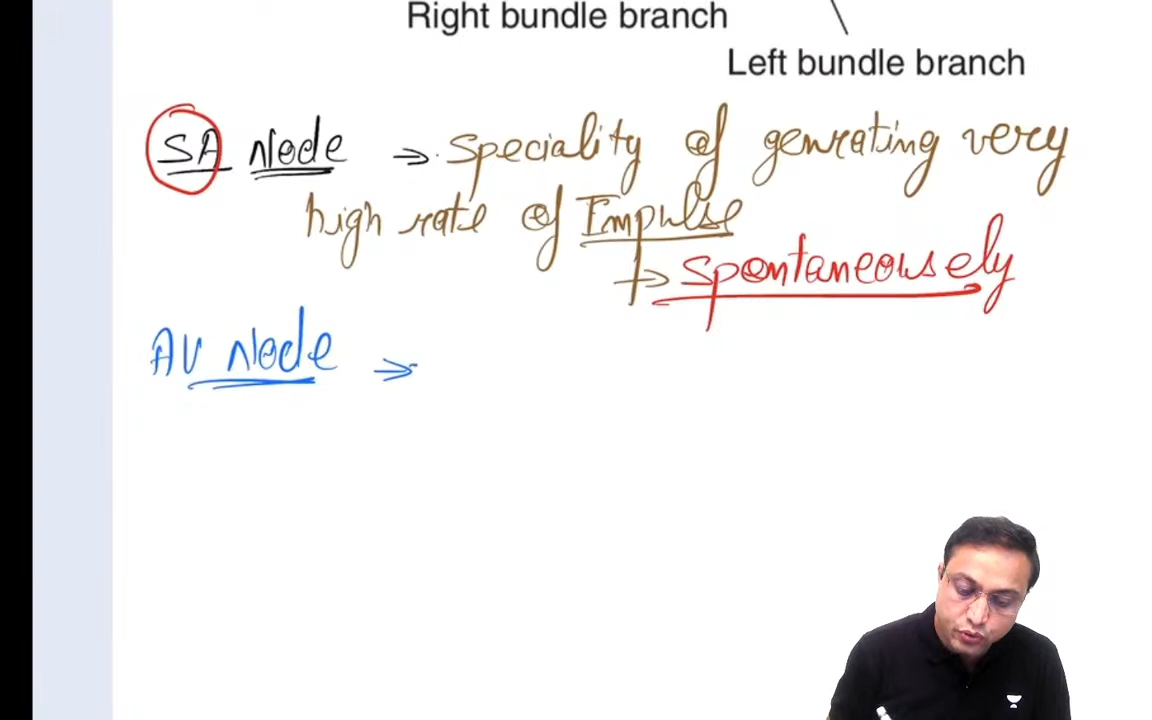 Right bundle branch
Left bundle branch
SA Node → speciality of genrating very
high rate of Impulse
→ spontaneousely
AV Node →